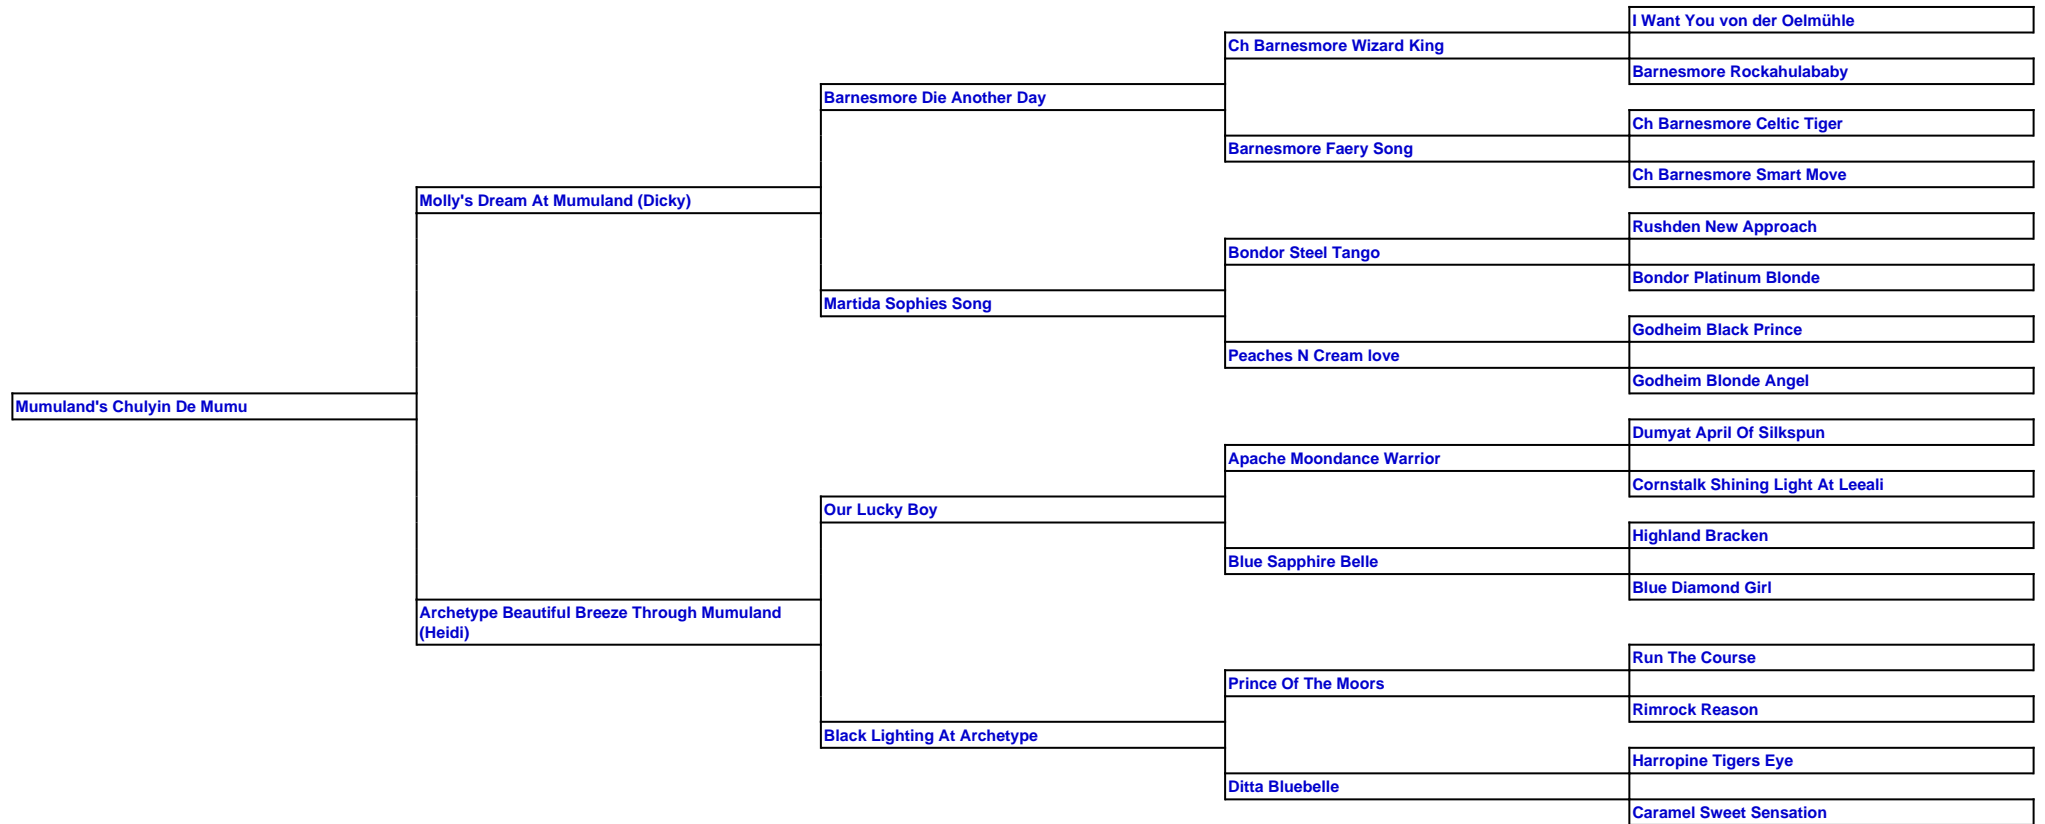 I Want You von der Oelmühle
Ch Barnesmore Wizard King
Barnesmore Rockahulababy
Barnesmore Die Another Day
Ch Barnesmore Celtic Tiger
Barnesmore Faery Song
Ch Barnesmore Smart Move
Molly's Dream At Mumuland (Dicky)
Rushden New Approach
Bondor Steel Tango
Bondor Platinum Blonde
Martida Sophies Song
Godheim Black Prince
Peaches N Cream love
Godheim Blonde Angel
Mumuland's Chulyin De Mumu
Dumyat April Of Silkspun
Apache Moondance Warrior
Cornstalk Shining Light At Leeali
Our Lucky Boy
Highland Bracken
Blue Sapphire Belle
Blue Diamond Girl
Archetype Beautiful Breeze Through Mumuland
(Heidi)
Run The Course
Prince Of The Moors
Rimrock Reason
Black Lighting At Archetype
Harropine Tigers Eye
Ditta Bluebelle
Caramel Sweet Sensation